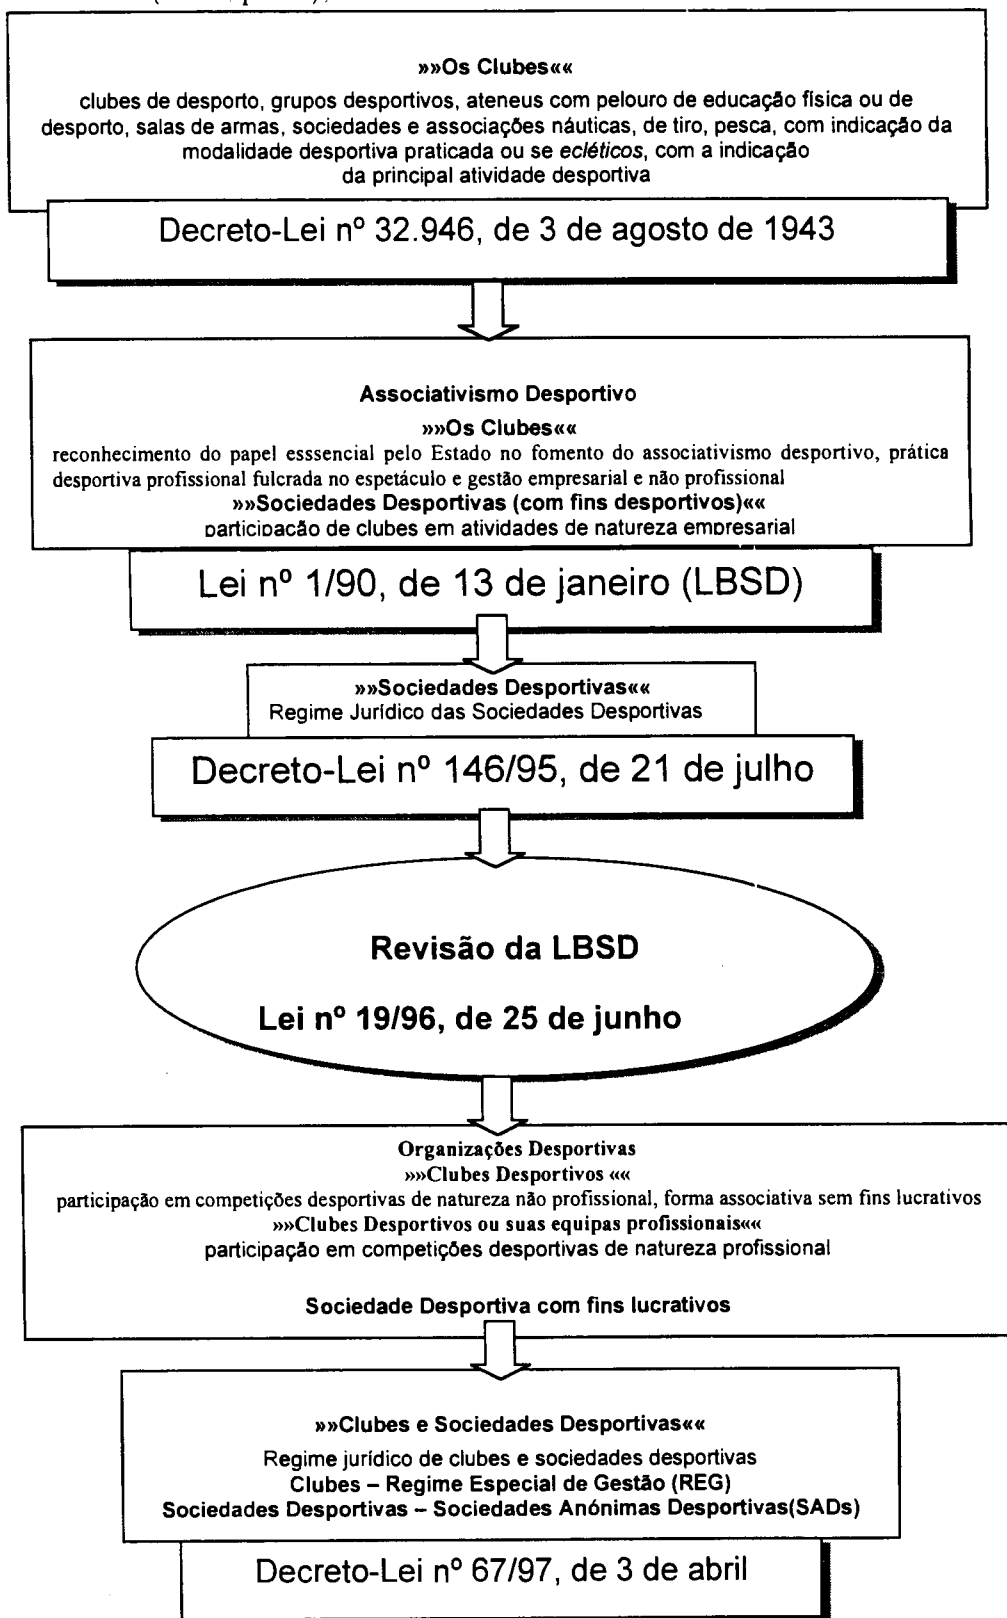 »»Os Clubes««
clubes de desporto, grupos desportivos, ateneus com pelouro de educação física ou de
desporto, salas de armas, sociedades e associações náuticas, de tiro, pesca, com indicação da
modalidade desportiva praticada ou se ecléticos, com a indicação
da principal atividade desportiva
Decreto-Lei nº 32.946, de 3 de agosto de 1943
Associativismo Desportivo
»»Os Clubes««
reconhecimento do papel esssencial pelo Estado no fomento do associativismo desportivo, prática
desportiva profissional fulcrada no espetáculo e gestão empresarial e não profissional
»»Sociedades Desportivas (com fins desportivos)««
participação de clubes em atividades de natureza empresarial
Lei nº 1/90, de 13 de janeiro (LBSD)
»»Sociedades Desportivas««
Regime Jurídico das Sociedades Desportivas
Decreto-Lei nº 146/95, de 21 de julho
Revisão da LBSD
Lei nº 19/96, de 25 de junho
Organizações Desportivas
»»Clubes Desportivos ««
participação em competições desportivas de natureza não profissional, forma associativa sem fins lucrativos
»»Clubes Desportivos ou suas equipas profissionais««
participação em competições desportivas de natureza profissional
Sociedade Desportiva com fins lucrativos
»»Clubes e Sociedades Desportivas««
Regime jurídico de clubes e sociedades desportivas
Clubes – Regime Especial de Gestão (REG)
Sociedades Desportivas – Sociedades Anónimas Desportivas(SADs)
Decreto-Lei nº 67/97, de 3 de abril